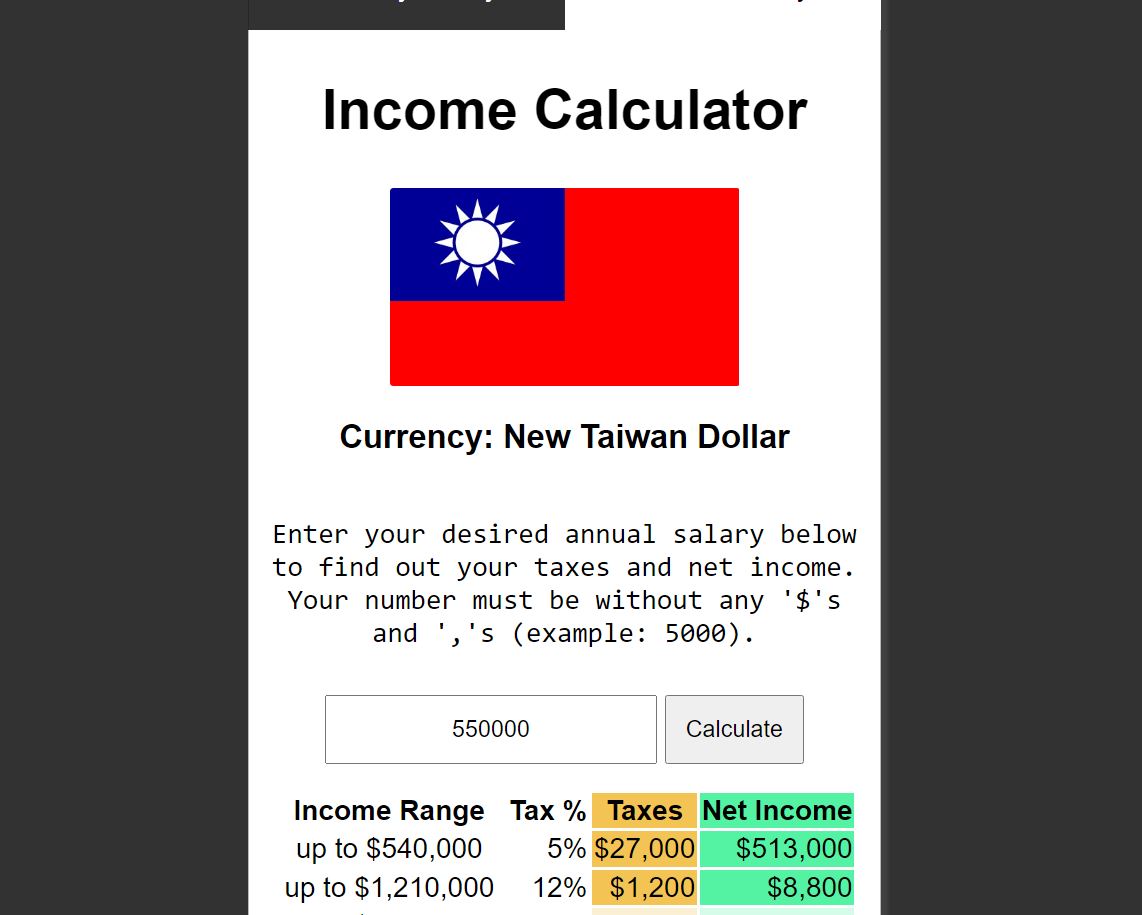 Income Calculator
Currency: New Taiwan Dollar
Enter your desired annual salary below
to find out your taxes and net income.
Your number must be without any '$'s
and ','s (example: 5000).
550000 Calculate
Income Range Tax % Taxes Net Income
up to $540,000 5% $27,000 $513,000
up to $1,210,000 12% $1,200 $8,800